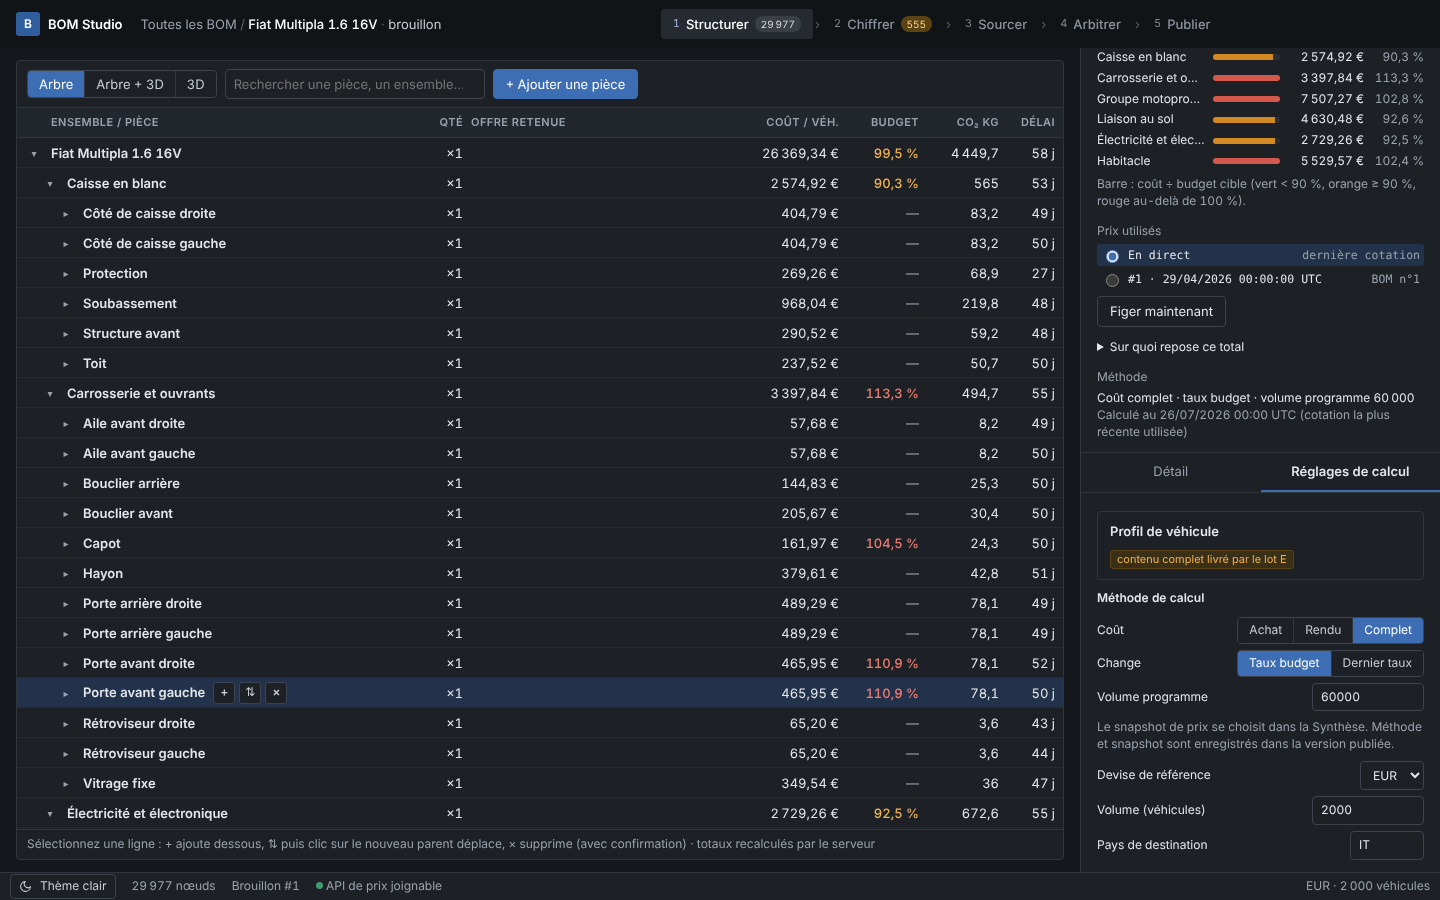 B BOM Studio Toutes les BOM / Fiat Multipla 1.6 16V · brouillon 1 Structurer 29 977 › 2 Chiffrer 555 › 3 Sourcer › 4 Arbitrer › 5 Publier
Arbre Arbre + 3D 3D Rechercher une pièce, un ensemble... + Ajouter une pièce
ENSEMBLE / PIÈCE QTÉ OFFRE RETENUE COÛT / VÉH. BUDGET CO₂ KG DÉLAI
Fiat Multipla 1.6 16V ×1 26 369,34 € 99,5 % 4 449,7 58 j
Caisse en blanc ×1 2 574,92 € 90,3 % 565 53 j
Côté de caisse droite ×1 404,79 € — 83,2 49 j
Côté de caisse gauche ×1 404,79 € — 83,2 50 j
Protection ×1 269,26 € — 68,9 27 j
Soubassement ×1 968,04 € — 219,8 48 j
Structure avant ×1 290,52 € — 59,2 48 j
Toit ×1 237,52 € — 50,7 50 j
Carrosserie et ouvrants ×1 3 397,84 € 113,3 % 494,7 55 j
Aile avant droite ×1 57,68 € — 8,2 49 j
Aile avant gauche ×1 57,68 € — 8,2 50 j
Bouclier arrière ×1 144,83 € — 25,3 50 j
Bouclier avant ×1 205,67 € — 30,4 50 j
Capot ×1 161,97 € 104,5 % 24,3 50 j
Hayon ×1 379,61 € — 42,8 51 j
Porte arrière droite ×1 489,29 € — 78,1 49 j
Porte arrière gauche ×1 489,29 € — 78,1 49 j
Porte avant droite ×1 465,95 € 110,9 % 78,1 52 j
Porte avant gauche + ⇅ × ×1 465,95 € 110,9 % 78,1 50 j
Rétroviseur droite ×1 65,20 € — 3,6 43 j
Rétroviseur gauche ×1 65,20 € — 3,6 44 j
Vitrage fixe ×1 349,54 € — 36 47 j
Électricité et électronique ×1 2 729,26 € 92,5 % 672,6 55 j
Sélectionnez une ligne : + ajoute dessous, ⇅ puis clic sur le nouveau parent déplace, × supprime (avec confirmation) · totaux recalculés par le serveur
Caisse en blanc 2 574,92 € 90,3 %
Carrosserie et o... 3 397,84 € 113,3 %
Groupe motopro... 7 507,27 € 102,8 %
Liaison au sol 4 630,48 € 92,6 %
Électricité et élec... 2 729,26 € 92,5 %
Habitacle 5 529,57 € 102,4 %
Barre : coût ÷ budget cible (vert < 90 %, orange ≥ 90 %,
rouge au-delà de 100 %).
Prix utilisés
En direct dernière cotation
#1 · 29/04/2026 00:00:00 UTC BOM n°1
Figer maintenant
Sur quoi repose ce total
Méthode
Coût complet · taux budget · volume programme 60 000
Calculé au 26/07/2026 00:00 UTC (cotation la plus
récente utilisée)
Détail Réglages de calcul
Profil de véhicule
contenu complet livré par le lot E
Méthode de calcul
Coût Achat Rendu Complet
Change Taux budget Dernier taux
Volume programme 60000
Le snapshot de prix se choisit dans la Synthèse. Méthode
et snapshot sont enregistrés dans la version publiée.
Devise de référence EUR
Volume (véhicules) 2000
Pays de destination IT
Thème clair 29 977 nœuds Brouillon #1 API de prix joignable EUR · 2 000 véhicules